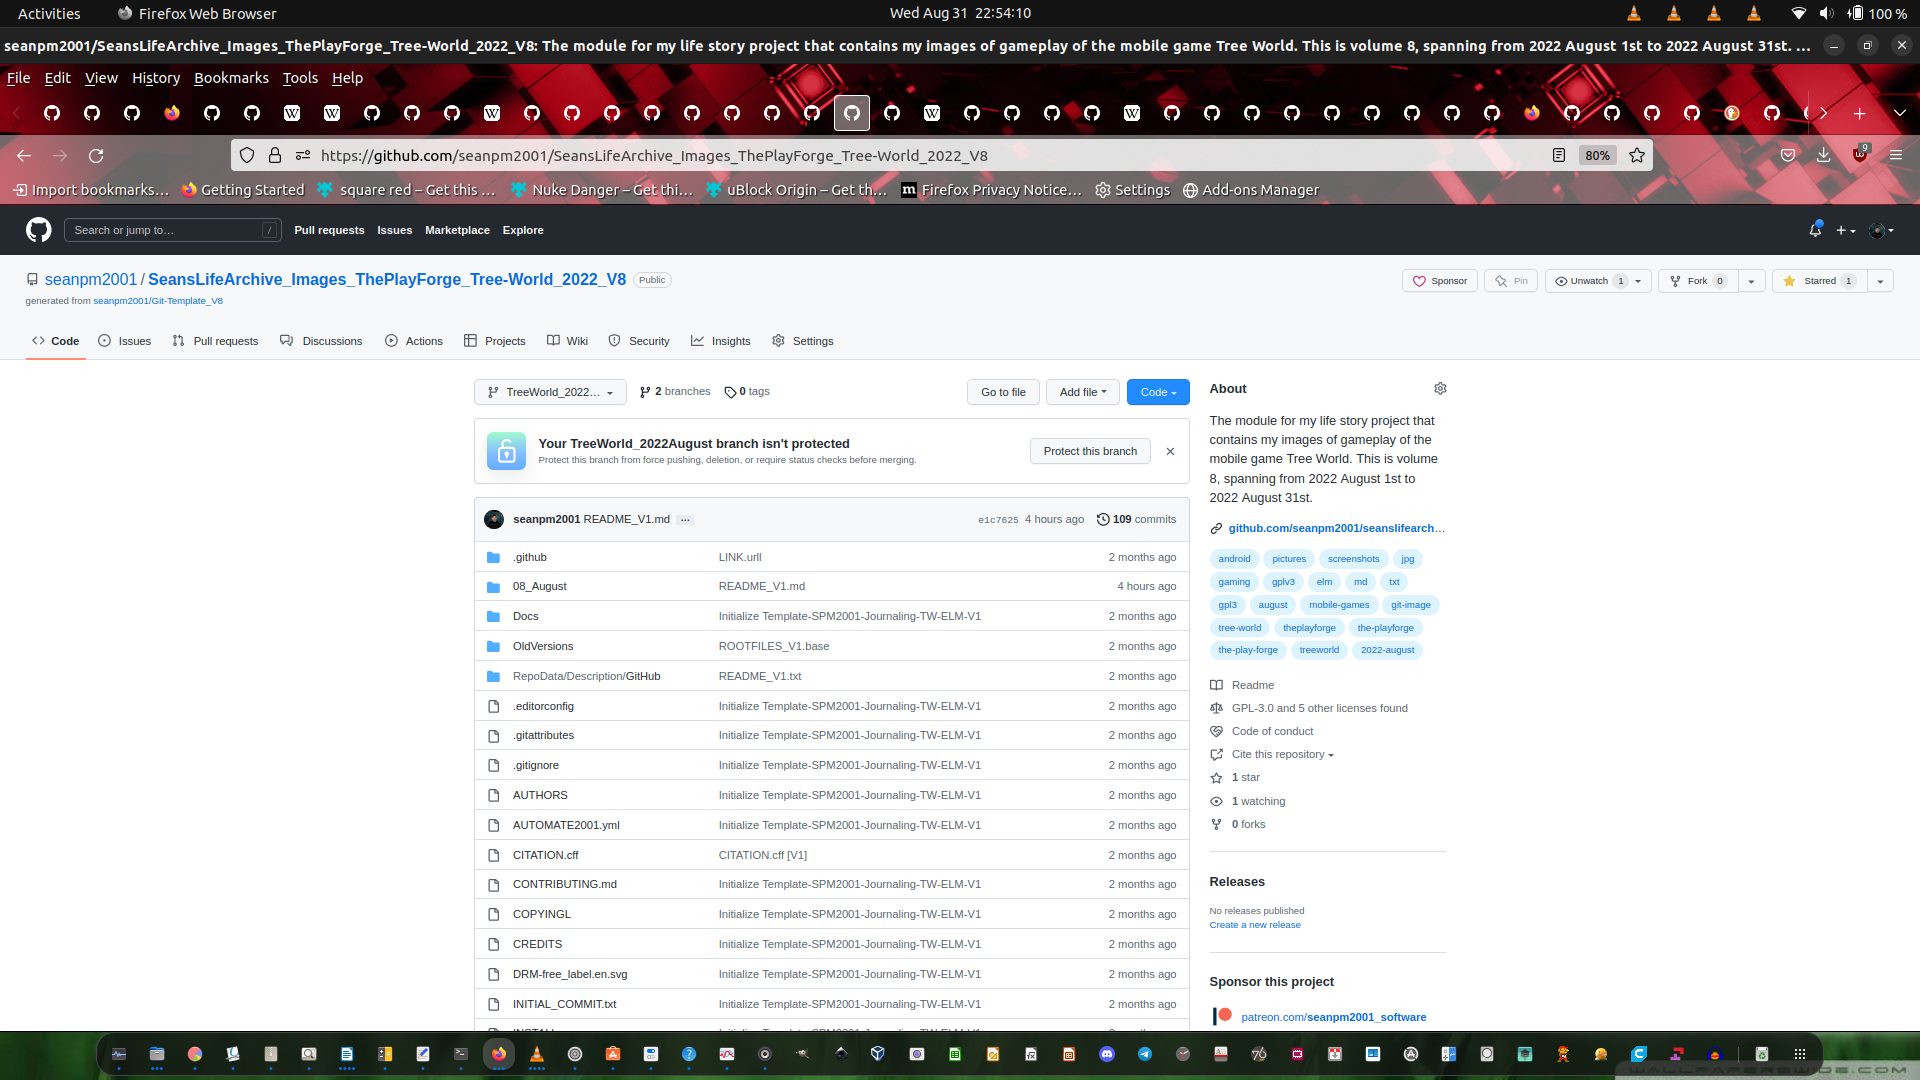 Activities
Firefox Web Browser
Wed Aug 31 22:54:10
100 %
seanpm2001/SeansLifeArchive_Images_ThePlayForge_Tree-World_2022_V8: The module for my life story project that contains my images of gameplay of the mobile game Tree World. This is volume 8, spanning from 2022 August 1st to 2022 August 31st. ...
File Edit View History Bookmarks Tools Help
https://github.com/seanpm2001/SeansLifeArchive_Images_ThePlayForge_Tree-World_2022_V8
80%
9
Import bookmarks…
Getting Started
square red – Get this …
Nuke Danger – Get thi…
uBlock Origin – Get th…
Firefox Privacy Notice…
Settings
Add-ons Manager
Search or jump to…
/
Pull requests Issues Marketplace Explore
seanpm2001 / SeansLifeArchive_Images_ThePlayForge_Tree-World_2022_V8 Public
Sponsor
Pin
Unwatch 1
Fork 0
Starred 1
generated from seanpm2001/Git-Template_V8
Code
Issues
Pull requests
Discussions
Actions
Projects
Wiki
Security
Insights
Settings
TreeWorld_2022…
2 branches
0 tags
Go to file
Add file
Code
Your TreeWorld_2022August branch isn't protected
Protect this branch from force pushing, deletion, or require status checks before merging.
Protect this branch
seanpm2001 README_V1.md ...
e1c7625 4 hours ago
109 commits
.github LINK.urll 2 months ago
08_August README_V1.md 4 hours ago
Docs Initialize Template-SPM2001-Journaling-TW-ELM-V1 2 months ago
OldVersions ROOTFILES_V1.base 2 months ago
RepoData/Description/GitHub README_V1.txt 2 months ago
.editorconfig Initialize Template-SPM2001-Journaling-TW-ELM-V1 2 months ago
.gitattributes Initialize Template-SPM2001-Journaling-TW-ELM-V1 2 months ago
.gitignore Initialize Template-SPM2001-Journaling-TW-ELM-V1 2 months ago
AUTHORS Initialize Template-SPM2001-Journaling-TW-ELM-V1 2 months ago
AUTOMATE2001.yml Initialize Template-SPM2001-Journaling-TW-ELM-V1 2 months ago
CITATION.cff CITATION.cff [V1] 2 months ago
CONTRIBUTING.md Initialize Template-SPM2001-Journaling-TW-ELM-V1 2 months ago
COPYINGL Initialize Template-SPM2001-Journaling-TW-ELM-V1 2 months ago
CREDITS Initialize Template-SPM2001-Journaling-TW-ELM-V1 2 months ago
DRM-free_label.en.svg Initialize Template-SPM2001-Journaling-TW-ELM-V1 2 months ago
INITIAL_COMMIT.txt Initialize Template-SPM2001-Journaling-TW-ELM-V1 2 months ago
About
The module for my life story project that
contains my images of gameplay of the
mobile game Tree World. This is volume
8, spanning from 2022 August 1st to
2022 August 31st.
github.com/seanpm2001/seanslifearch…
android pictures screenshots jpg
gaming gplv3 elm md txt
gpl3 august mobile-games git-image
tree-world theplayforge the-playforge
the-play-forge treeworld 2022-august
Readme
GPL-3.0 and 5 other licenses found
Code of conduct
Cite this repository
1 star
1 watching
0 forks
Releases
No releases published
Create a new release
Sponsor this project
patreon.com/seanpm2001_software
WALLPAPERSWIDE.COM